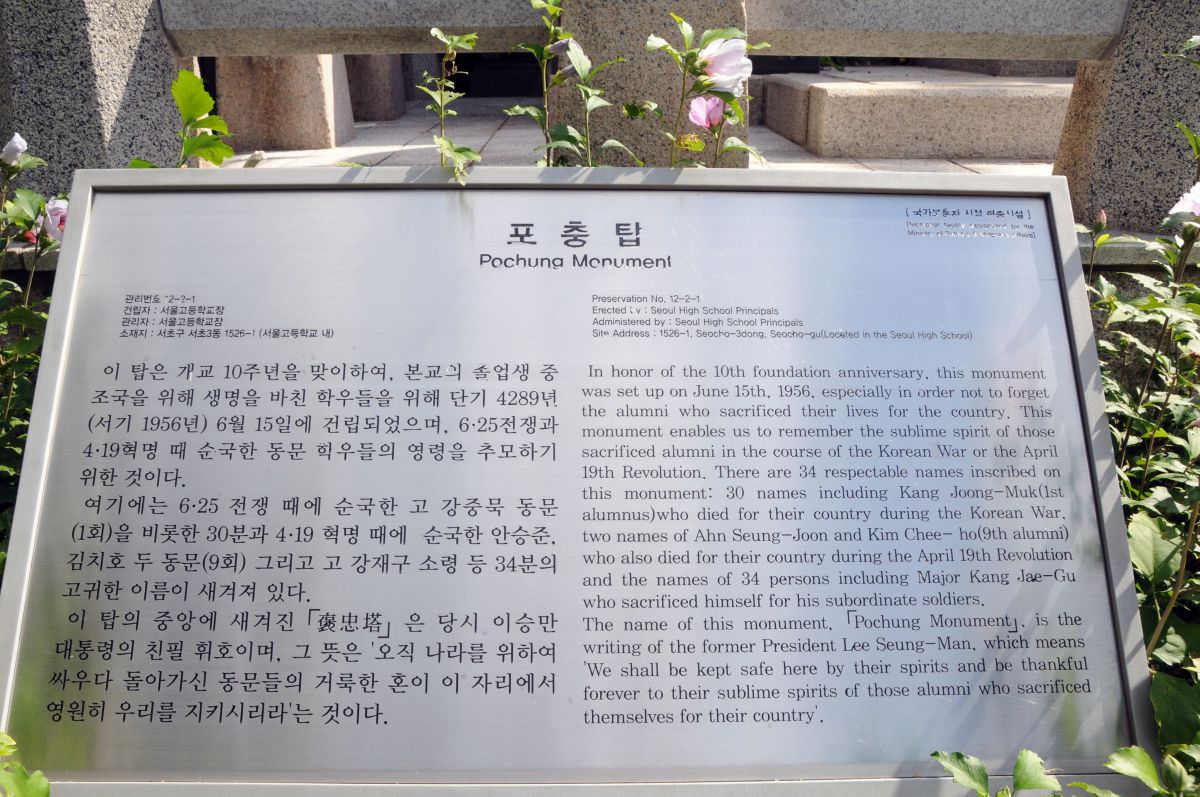 포충탑
Pochung Monument
[National facility designated by the
Ministry of Patriots & Veterans Affairs]
관리번호 12-2-1
건립자 : 서울고등학교장
관리자 : 서울고등학교장
소재지 : 서초구 서초3동 1526-1 (서울고등학교 내)
이 탑은 개교 10주년을 맞이하여, 본교의 졸업생 중
조국을 위해 생명을 바친 학우들을 위해 단기 4289년
(서기 1956년) 6월 15일에 건립되었으며, 6·25전쟁과
4·19혁명 때 순국한 동문 학우들의 영령을 추모하기
위한 것이다.
여기에는 6·25 전쟁 때에 순국한 고 강중묵 동문
(1회)을 비롯한 30분과 4·19 혁명 때에 순국한 안승준,
김치호 두 동문(9회) 그리고 고 강재구 소령 등 34분의
고귀한 이름이 새겨져 있다.
이 탑의 중앙에 새겨진 「褒忠塔」은 당시 이승만
대통령의 친필 휘호이며, 그 뜻은 '오직 나라를 위하여
싸우다 돌아가신 동문들의 거룩한 혼이 이 자리에서
영원히 우리를 지키시리라'는 것이다.
Preservation No. 12-2-1
Erected by : Seoul High School Principals
Administered by : Seoul High School Principals
Site Address : 1526-1, Seocho-3dong, Seocho-gu(Located in the Seoul High School)
In honor of the 10th foundation anniversary, this monument
was set up on June 15th, 1956, especially in order not to forget
the alumni who sacrificed their lives for the country. This
monument enables us to remember the sublime spirit of those
sacrificed alumni in the course of the Korean War or the April
19th Revolution. There are 34 respectable names inscribed on
this monument: 30 names including Kang Joong-Muk(1st
alumnus)who died for their country during the Korean War,
two names of Ahn Seung-Joon and Kim Chee- ho(9th alumni)
who also died for their country during the April 19th Revolution
and the names of 34 persons including Major Kang Jae-Gu
who sacrificed himself for his subordinate soldiers.
The name of this monument, 「Pochung Monument」, is the
writing of the former President Lee Seung-Man, which means
'We shall be kept safe here by their spirits and be thankful
forever to their sublime spirits of those alumni who sacrificed
themselves for their country'.